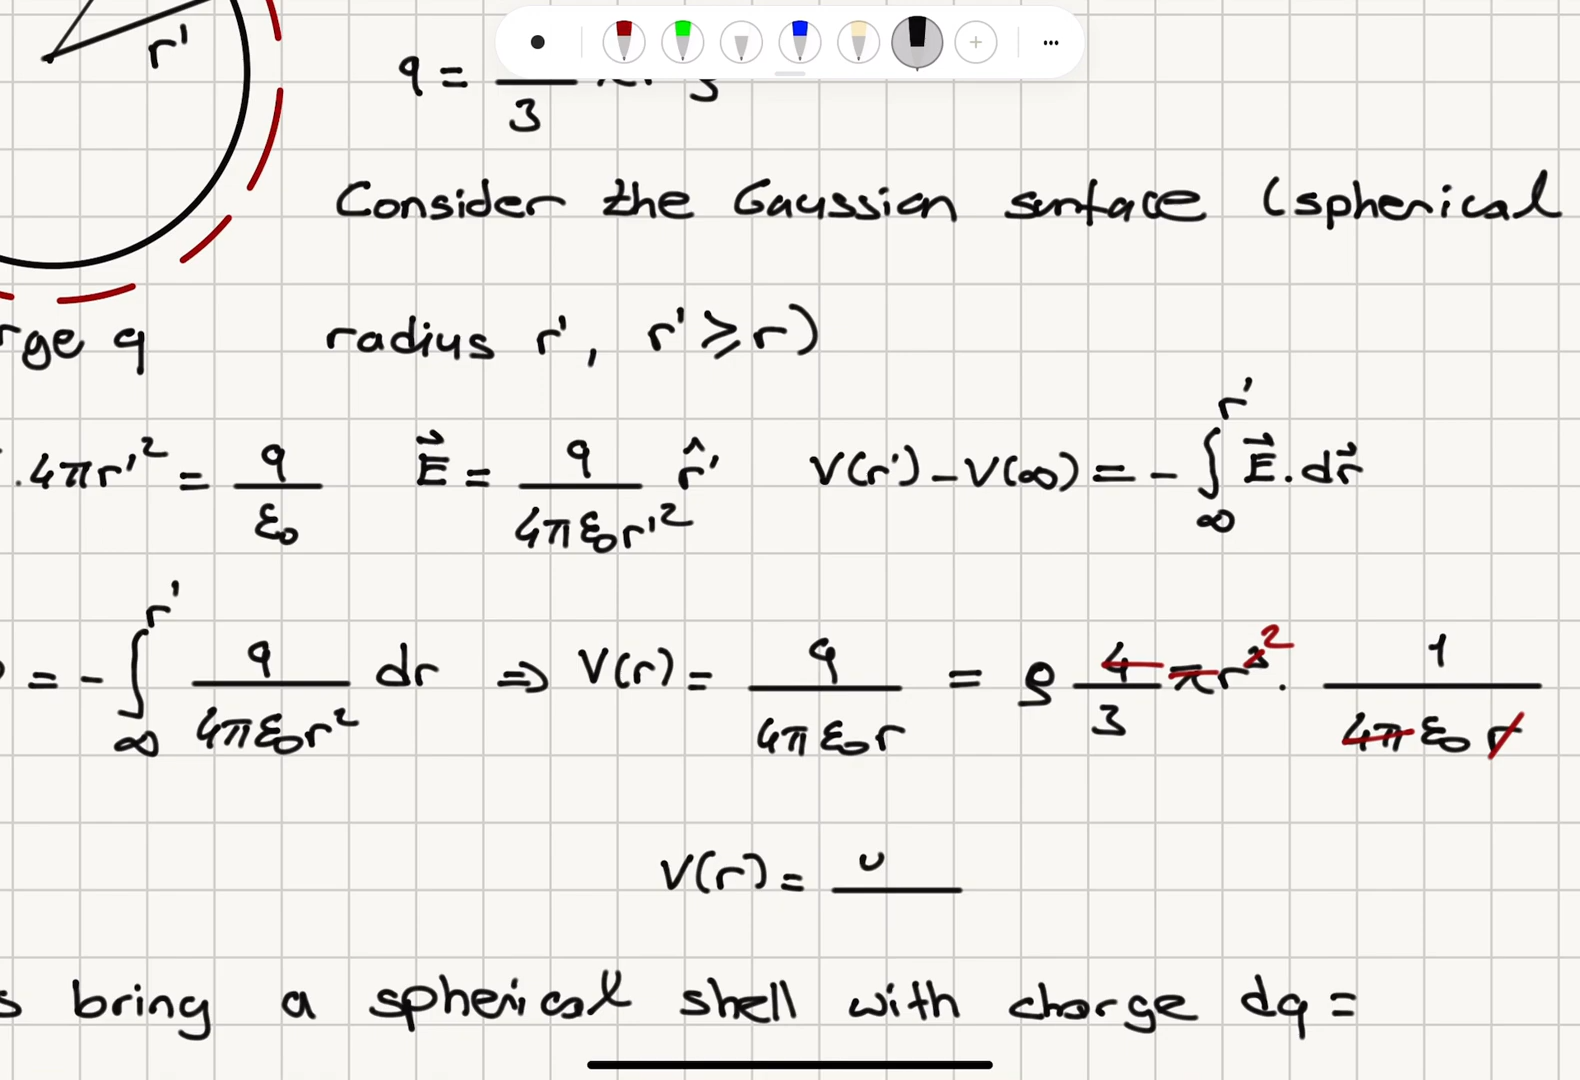 r'
q = 3
Consider the Gaussian surface (spherical
rge q radius r', r' ⩾ r)
. 4πr'² = q/ε₀ E⃗ = q/(4πε₀r'²) r̂' V(r') - V(∞) = - ∫_∞^r' E⃗ . dr⃗
= - ∫_∞^r' q/(4πε₀r²) dr ⇒ V(r) = q/(4πε₀r) = ρ 4/3 πr³ ² . 1/(4πε₀ r)
V(r) =
s bring a spherical shell with charge dq =